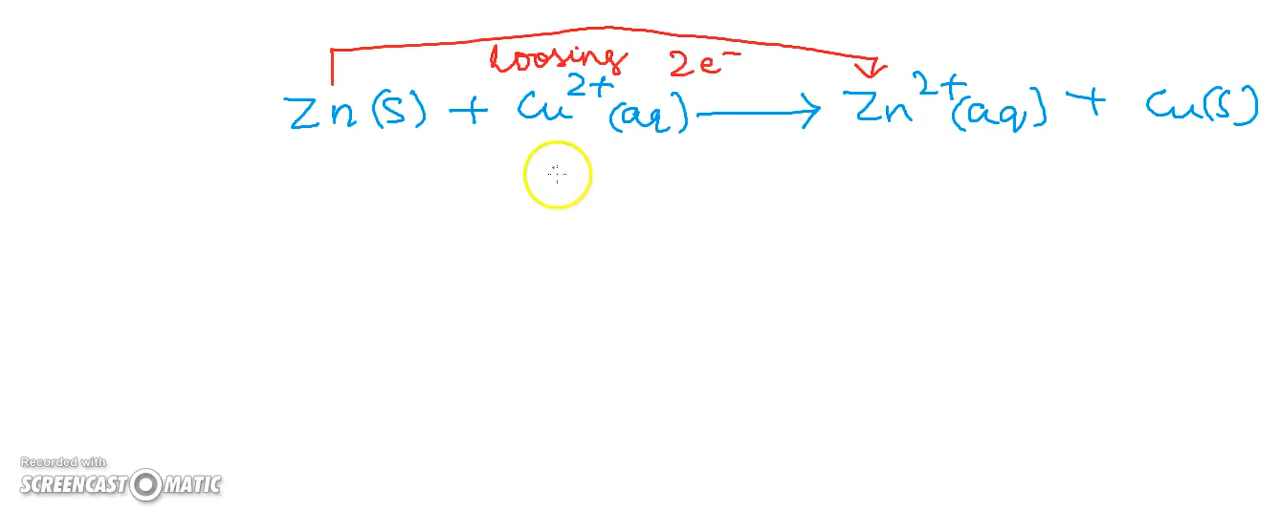 Loosing 2e⁻
Zn(s) + Cu²⁺(aq) ⟶ Zn²⁺(aq) + Cu(s)
Recorded with
SCREENCAST O MATIC